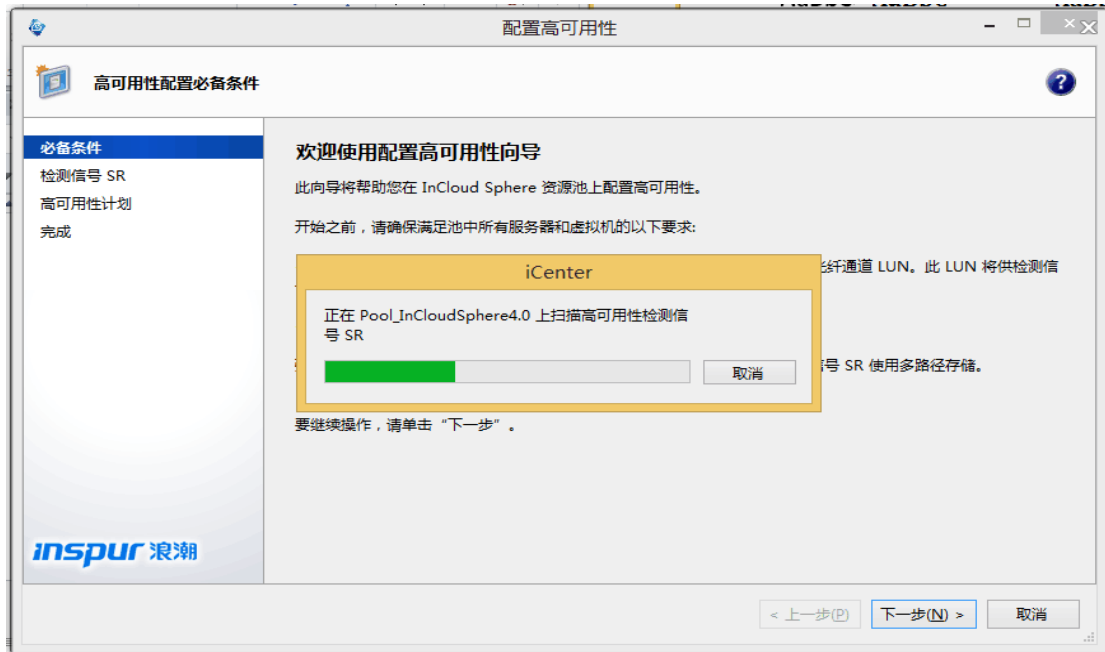 配置高可用性
高可用性配置必备条件
必备条件
检测信号 SR
高可用性计划
完成
欢迎使用配置高可用性向导
此向导将帮助您在 InCloud Sphere 资源池上配置高可用性。
开始之前，请确保满足池中所有服务器和虚拟机的以下要求:
纤通道 LUN。此 LUN 将供检测信
iCenter
正在 Pool_InCloudSphere4.0 上扫描高可用性检测信
号 SR
取消
号 SR 使用多路径存储。
要继续操作，请单击“下一步”。
inspur 浪潮
< 上一步(P)
下一步(N) >
取消